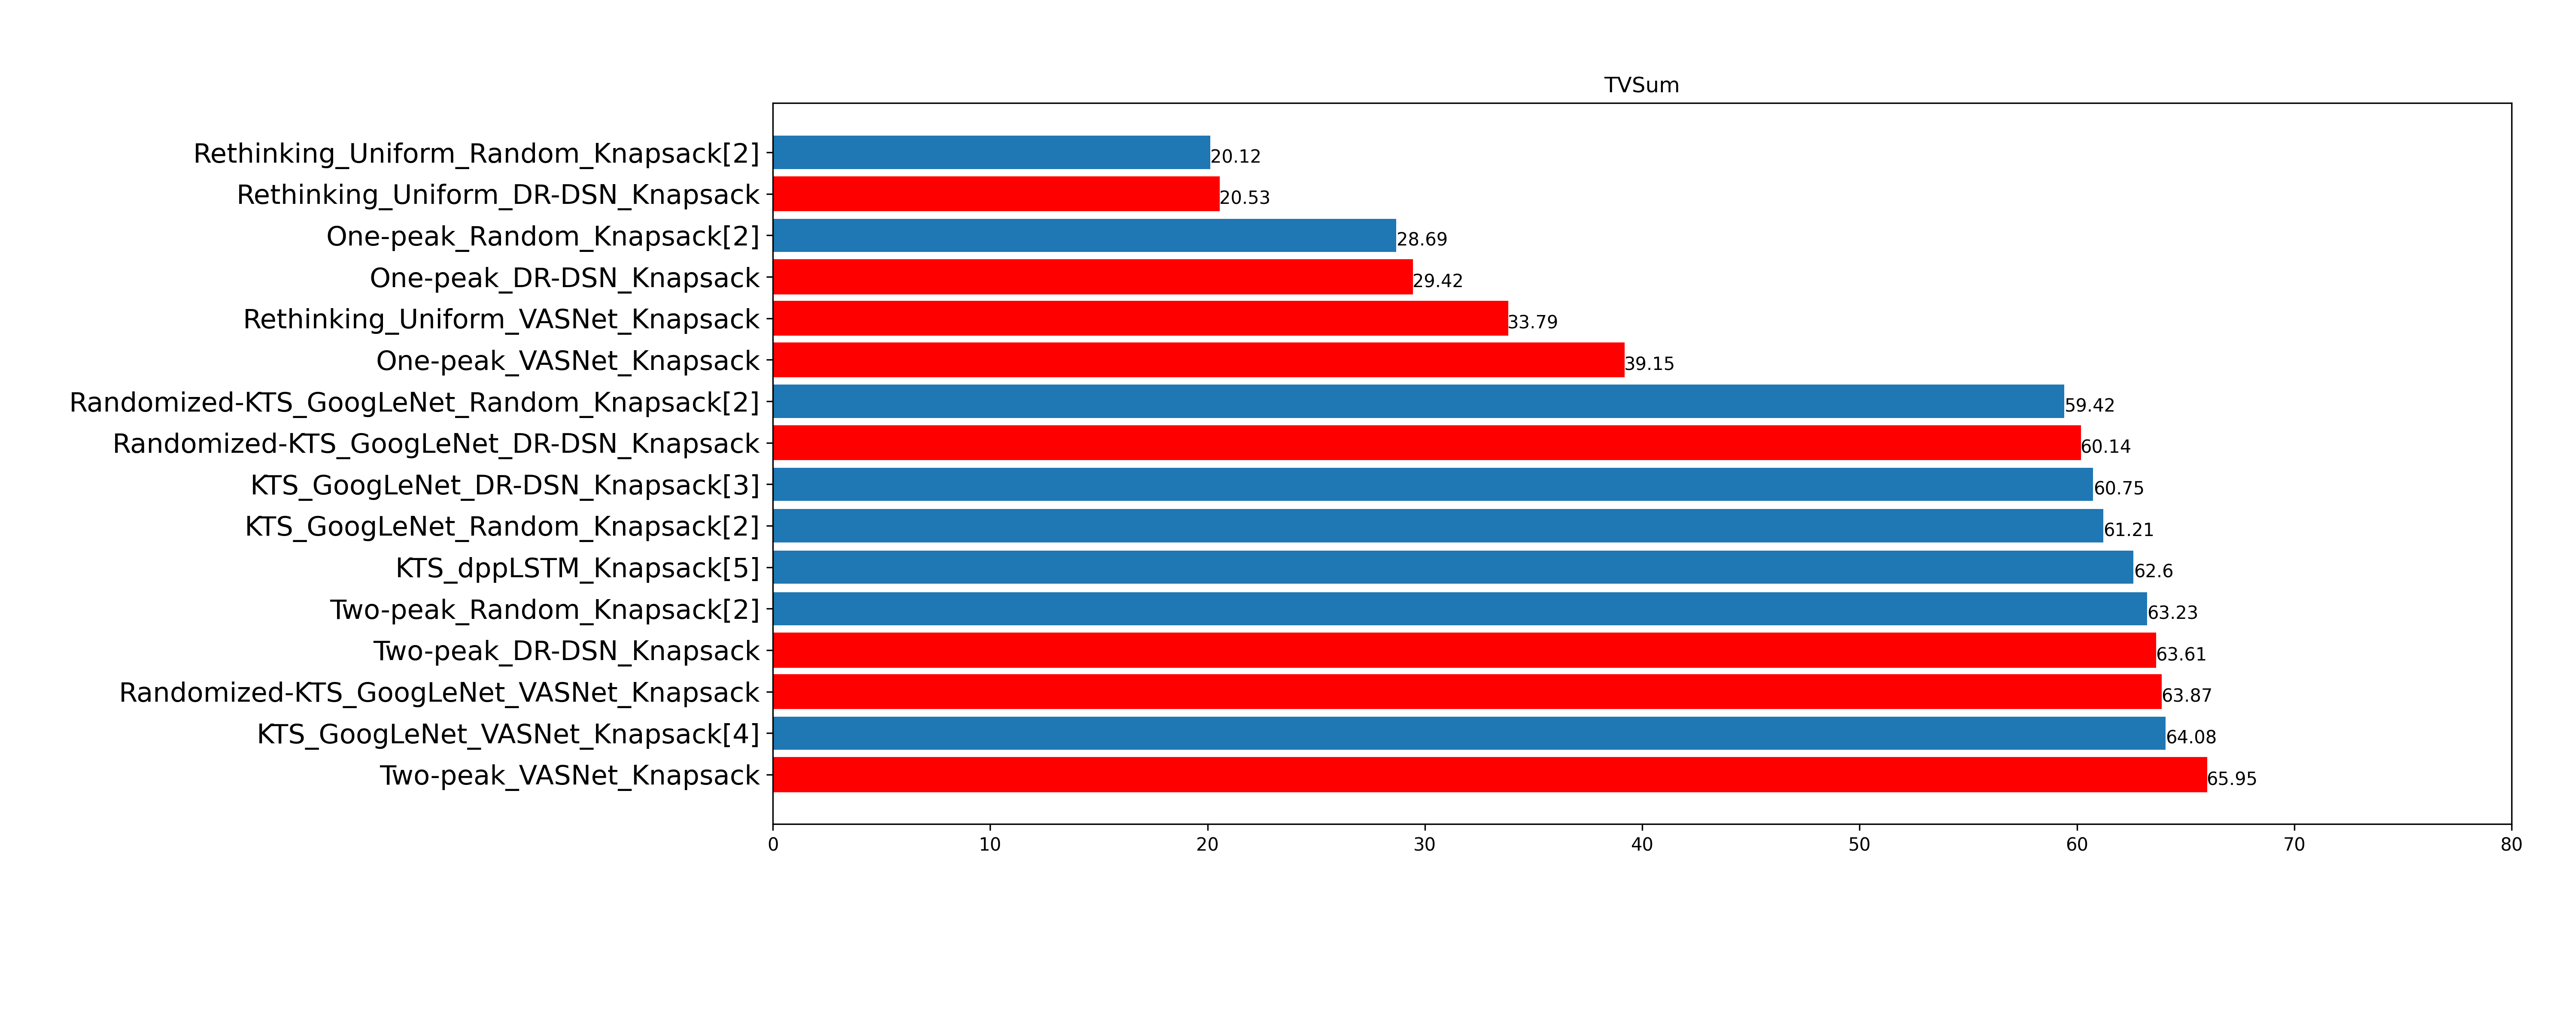 TVSum
Rethinking_Uniform_Random_Knapsack[2] 20.12
Rethinking_Uniform_DR-DSN_Knapsack 20.53
One-peak_Random_Knapsack[2] 28.69
One-peak_DR-DSN_Knapsack 29.42
Rethinking_Uniform_VASNet_Knapsack 33.79
One-peak_VASNet_Knapsack 39.15
Randomized-KTS_GoogLeNet_Random_Knapsack[2] 59.42
Randomized-KTS_GoogLeNet_DR-DSN_Knapsack 60.14
KTS_GoogLeNet_DR-DSN_Knapsack[3] 60.75
KTS_GoogLeNet_Random_Knapsack[2] 61.21
KTS_dppLSTM_Knapsack[5] 62.6
Two-peak_Random_Knapsack[2] 63.23
Two-peak_DR-DSN_Knapsack 63.61
Randomized-KTS_GoogLeNet_VASNet_Knapsack 63.87
KTS_GoogLeNet_VASNet_Knapsack[4] 64.08
Two-peak_VASNet_Knapsack 65.95
0 10 20 30 40 50 60 70 80